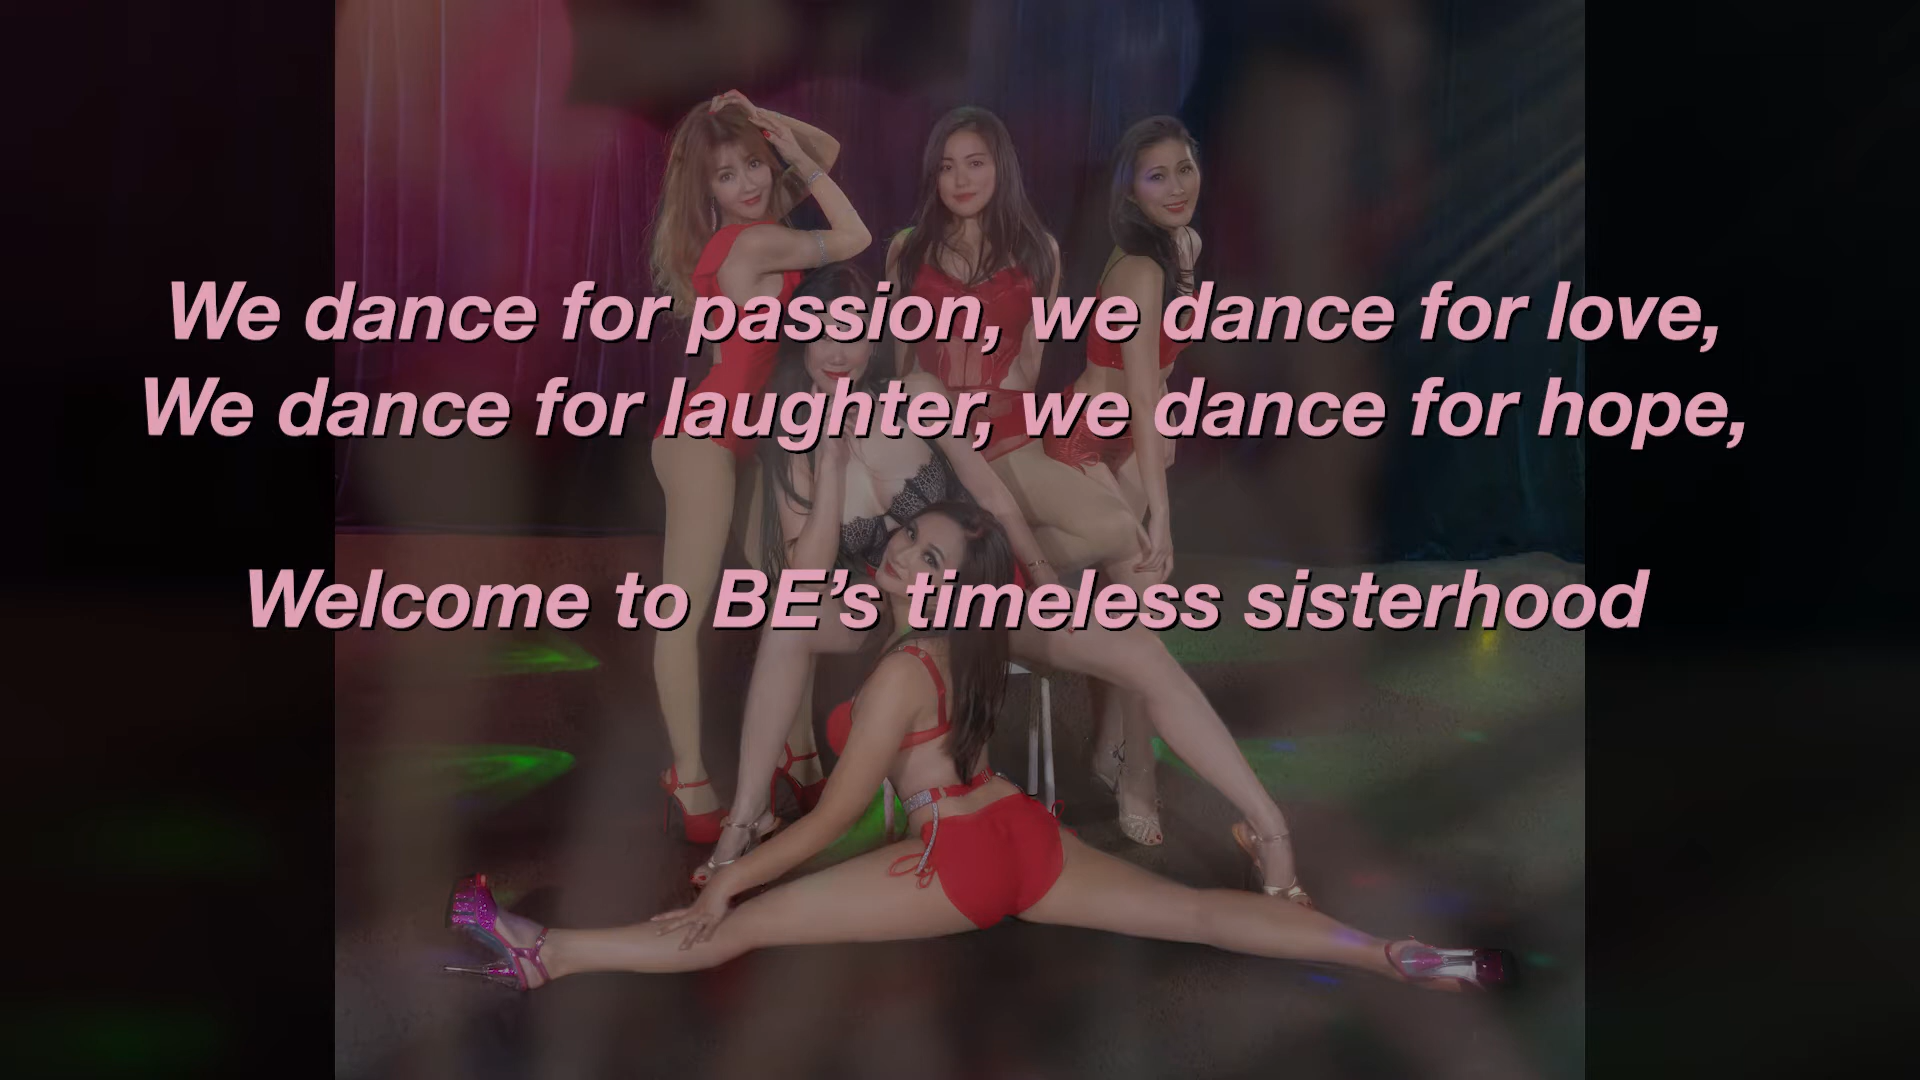 We dance for passion, we dance for love,
We dance for laughter, we dance for hope,
Welcome to BE’s timeless sisterhood